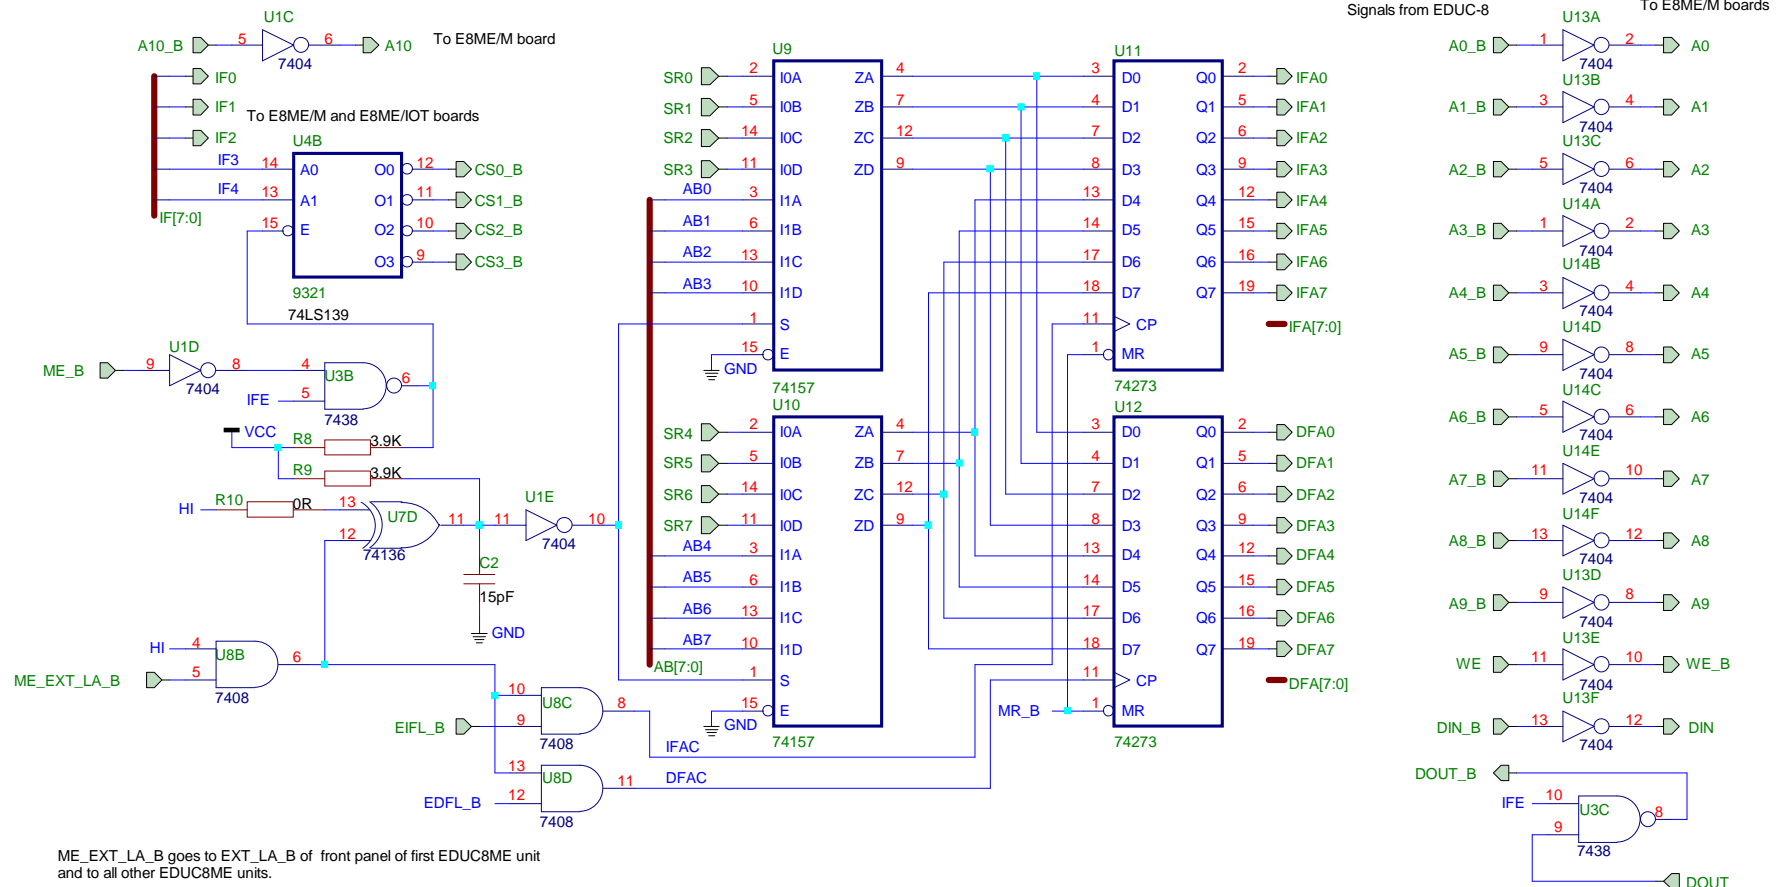 Signals from EDUC-8
To E8ME/M boards
U1C
A10_B 5 6 A10
7404
To E8ME/M board
IF0
IF1
IF2
To E8ME/M and E8ME/IOT boards
U4B
IF3 14 A0 O0 12 CS0_B
IF4 13 A1 O1 11 CS1_B
IF[7:0]
15 E O2 10 CS2_B
O3 9 CS3_B
9321
74LS139
U1D
ME_B 9 8 4 U3B 6
7404
IFE 5
7438
VCC
R8 3.9K
R9 3.9K
HI R10 0R 13 U7D 11 11 U1E 10
12
74136
7404
C2
15pF
GND
HI 4 U8B 6
ME_EXT_LA_B 5
7408
10 U8C 8
EIFL_B 9
7408
IFAC
13 U8D 11
EDFL_B 12
7408
DFAC
U9
SR0 2 I0A ZA 4
SR1 5 I0B ZB 7
SR2 14 I0C ZC 12
SR3 11 I0D ZD 9
AB0 3 I1A
AB1 6 I1B
AB2 13 I1C
AB3 10 I1D
1 S
15 E
GND
74157
U10
SR4 2 I0A ZA 4
SR5 5 I0B ZB 7
SR6 14 I0C ZC 12
SR7 11 I0D ZD 9
AB4 3 I1A
AB5 6 I1B
AB6 13 I1C
AB7 10 I1D
AB[7:0]
1 S
15 E
GND
74157
U11
3 D0 Q0 2 IFA0
4 D1 Q1 5 IFA1
7 D2 Q2 6 IFA2
8 D3 Q3 9 IFA3
13 D4 Q4 12 IFA4
14 D5 Q5 15 IFA5
17 D6 Q6 16 IFA6
18 D7 Q7 19 IFA7
11 CP
IFA[7:0]
1 MR
74273
U12
3 D0 Q0 2 DFA0
4 D1 Q1 5 DFA1
7 D2 Q2 6 DFA2
8 D3 Q3 9 DFA3
13 D4 Q4 12 DFA4
14 D5 Q5 15 DFA5
17 D6 Q6 16 DFA6
18 D7 Q7 19 DFA7
11 CP
DFA[7:0]
MR_B 1 MR
74273
U13A
A0_B 1 2 A0
7404
U13B
A1_B 3 4 A1
7404
U13C
A2_B 5 6 A2
7404
U14A
A3_B 1 2 A3
7404
U14B
A4_B 3 4 A4
7404
U14D
A5_B 9 8 A5
7404
U14C
A6_B 5 6 A6
7404
U14E
A7_B 11 10 A7
7404
U14F
A8_B 13 12 A8
7404
U13D
A9_B 9 8 A9
7404
U13E
WE 11 10 WE_B
7404
U13F
DIN_B 13 12 DIN
7404
DOUT_B
IFE 10 U3C 8
9
7438
DOUT
ME_EXT_LA_B goes to EXT_LA_B of front panel of first EDUC8ME unit
and to all other EDUC8ME units.